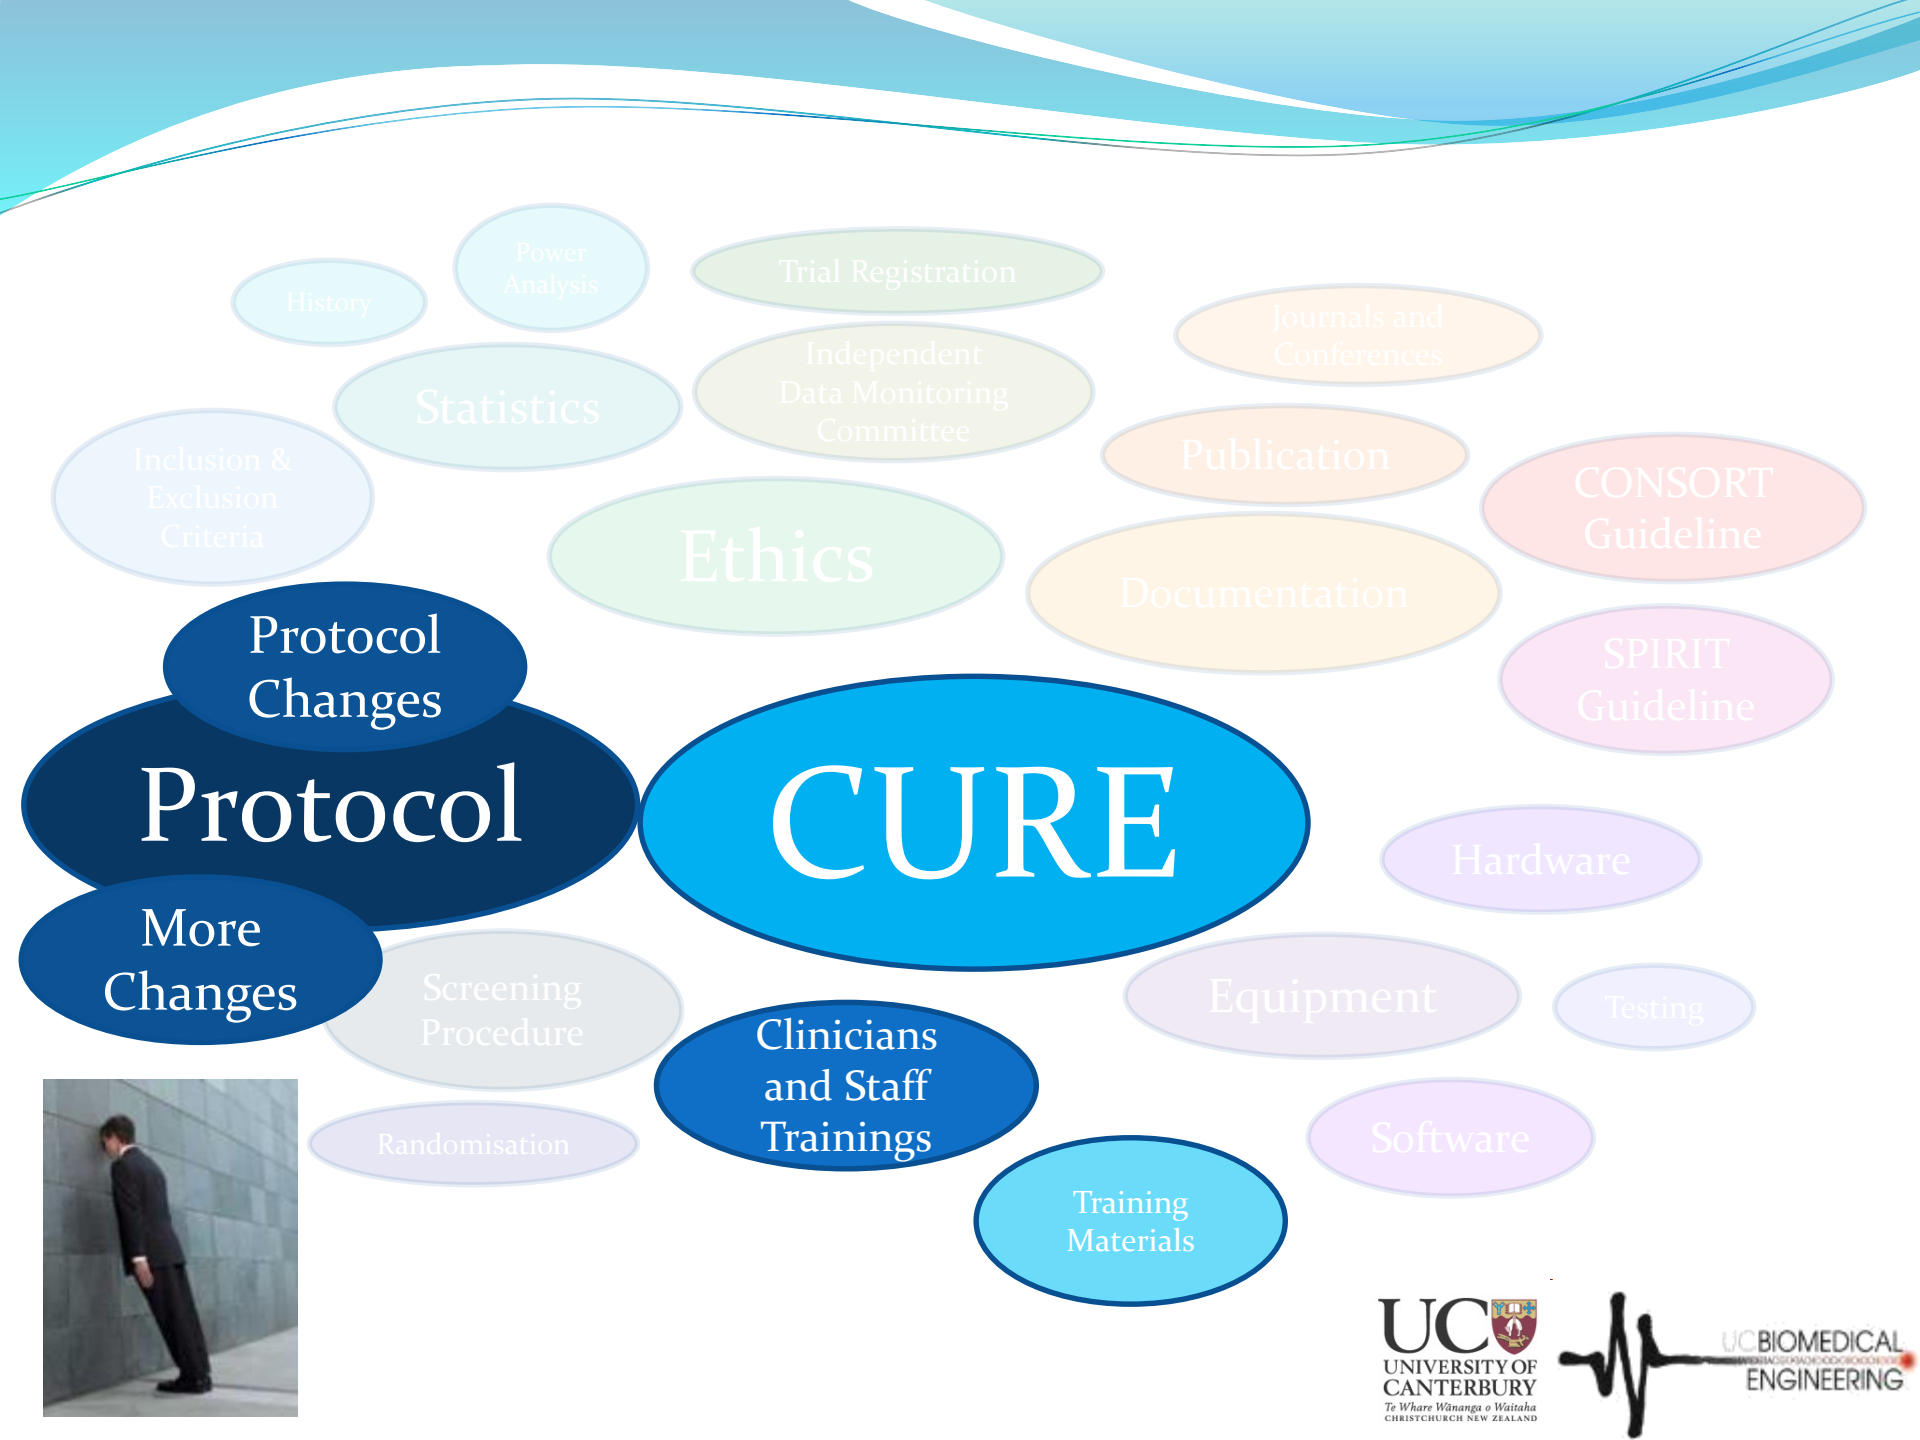 Power
Analysis
Trial Registration
History
Journals and
Conferences
Independent
Data Monitoring
Committee
Statistics
Publication
Inclusion &
Exclusion
Criteria
CONSORT
Guideline
Ethics
Documentation
Protocol
Changes
SPIRIT
Guideline
Protocol
CURE
Hardware
More
Changes
Screening
Procedure
Equipment
Testing
Clinicians
and Staff
Trainings
Randomisation
Software
Training
Materials
UC
UNIVERSITY OF
CANTERBURY
Te Whare Wānanga o Waitaha
CHRISTCHURCH NEW ZEALAND
UCBIOMEDICAL
ENGINEERING